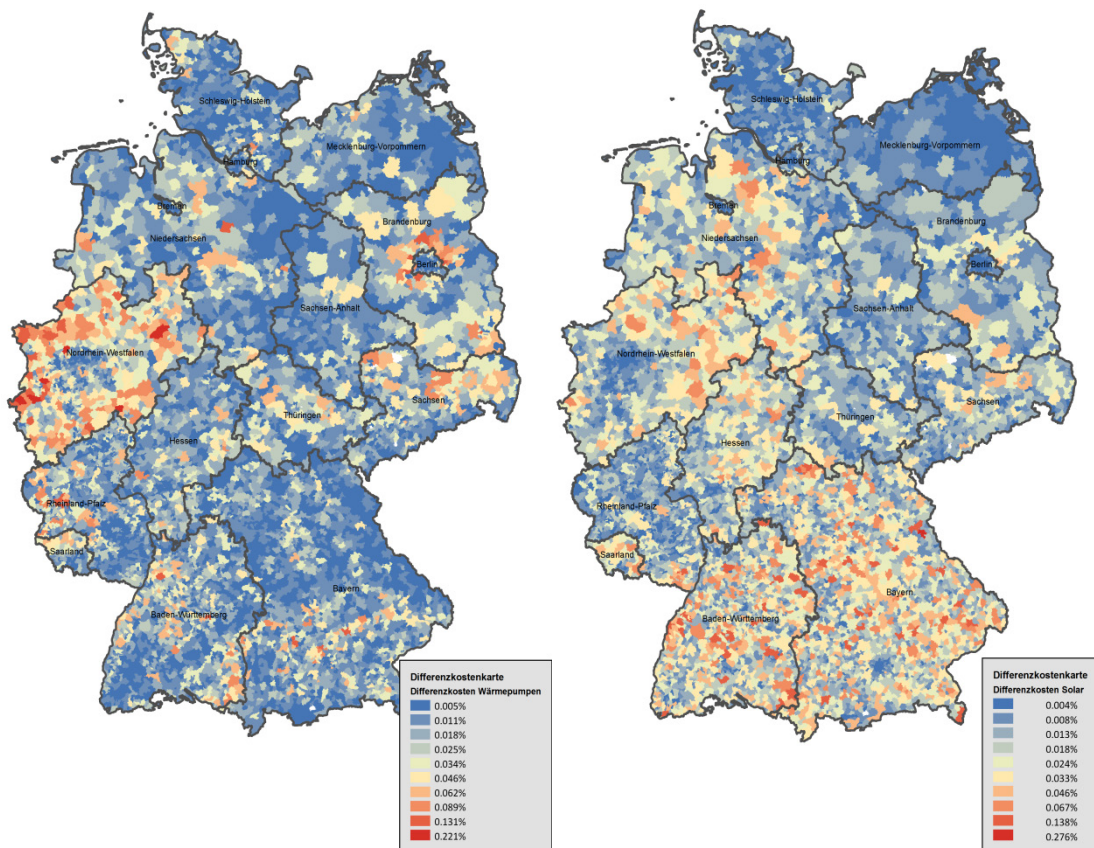 Schleswig-Holstein
Hamburg
Mecklenburg-Vorpommern
Bremen
Niedersachsen
Brandenburg
Berlin
Sachsen-Anhalt
Nordrhein-Westfalen
Sachsen
Thüringen
Hessen
Rheinland-Pfalz
Saarland
Bayern
Baden-Württemberg
Differenzkostenkarte
Differenzkosten Wärmepumpen
0.005%
0.011%
0.018%
0.025%
0.034%
0.046%
0.062%
0.089%
0.131%
0.221%
Schleswig-Holstein
Hamburg
Mecklenburg-Vorpommern
Bremen
Niedersachsen
Brandenburg
Berlin
Sachsen-Anhalt
Nordrhein-Westfalen
Sachsen
Thüringen
Hessen
Rheinland-Pfalz
Saarland
Bayern
Baden-Württemberg
Differenzkostenkarte
Differenzkosten Solar
0.004%
0.008%
0.013%
0.018%
0.024%
0.033%
0.046%
0.067%
0.138%
0.276%